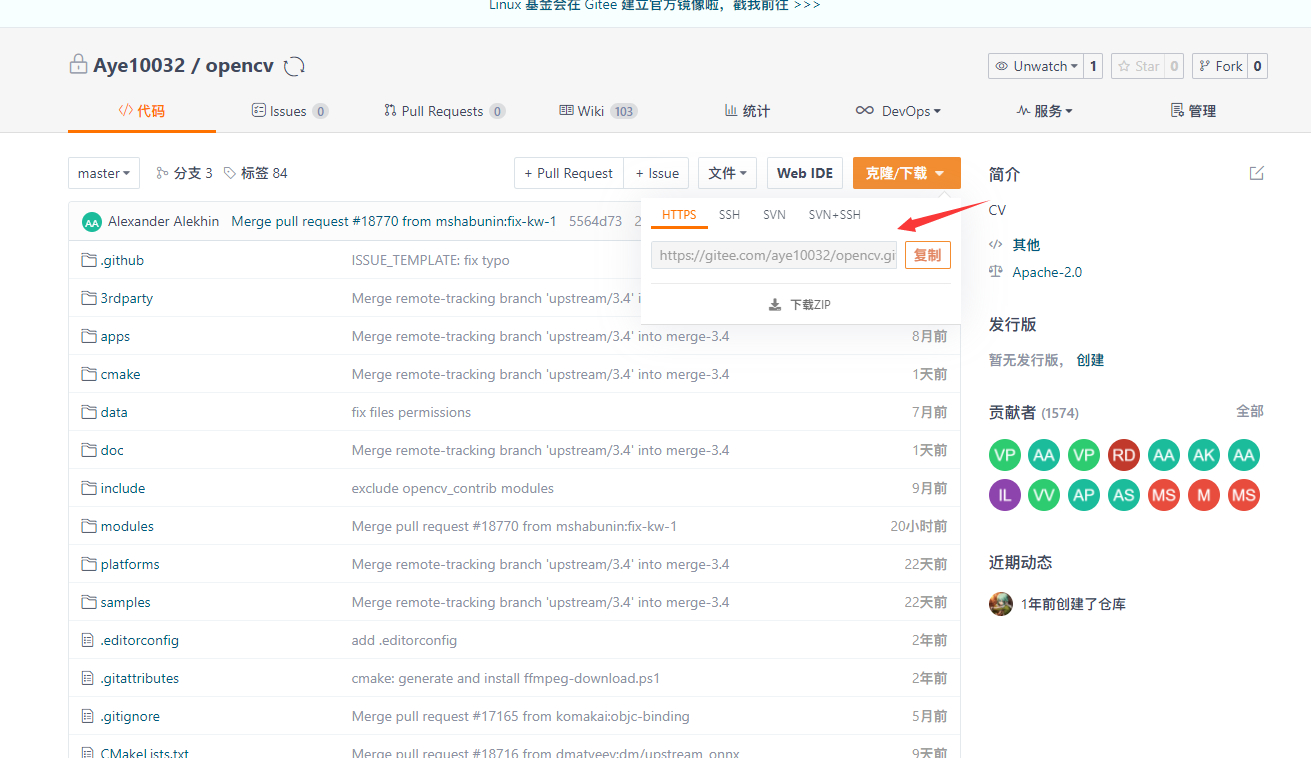 Linux 基金会在 Gitee 建立官方镜像啦，戳我前往 >>>
Aye10032 / opencv
Unwatch 1 Star 0 Fork 0
代码 Issues 0 Pull Requests 0 Wiki 103 统计 DevOps 服务 管理
master 分支 3 标签 84 + Pull Request + Issue 文件 Web IDE 克隆/下载
HTTPS SSH SVN SVN+SSH
https://gitee.com/aye10032/opencv.gi 复制
下载ZIP
AA Alexander Alekhin Merge pull request #18770 from mshabunin:fix-kw-1 5564d73 2
.github ISSUE_TEMPLATE: fix typo
3rdparty Merge remote-tracking branch 'upstream/3.4' i
apps Merge remote-tracking branch 'upstream/3.4' into merge-3.4 8月前
cmake Merge remote-tracking branch 'upstream/3.4' into merge-3.4 1天前
data fix files permissions 7月前
doc Merge remote-tracking branch 'upstream/3.4' into merge-3.4 1天前
include exclude opencv_contrib modules 9月前
modules Merge pull request #18770 from mshabunin:fix-kw-1 20小时前
platforms Merge remote-tracking branch 'upstream/3.4' into merge-3.4 22天前
samples Merge remote-tracking branch 'upstream/3.4' into merge-3.4 22天前
.editorconfig add .editorconfig 2年前
.gitattributes cmake: generate and install ffmpeg-download.ps1 2年前
.gitignore Merge pull request #17165 from komakai:objc-binding 5月前
CMakeLists.txt Merge pull request #18716 from dmatveev:dm/upstream_onnx 9天前
简介
CV
其他
Apache-2.0
发行版
暂无发行版， 创建
贡献者 (1574) 全部
VP AA VP RD AA AK AA
IL VV AP AS MS M MS
近期动态
1年前创建了仓库